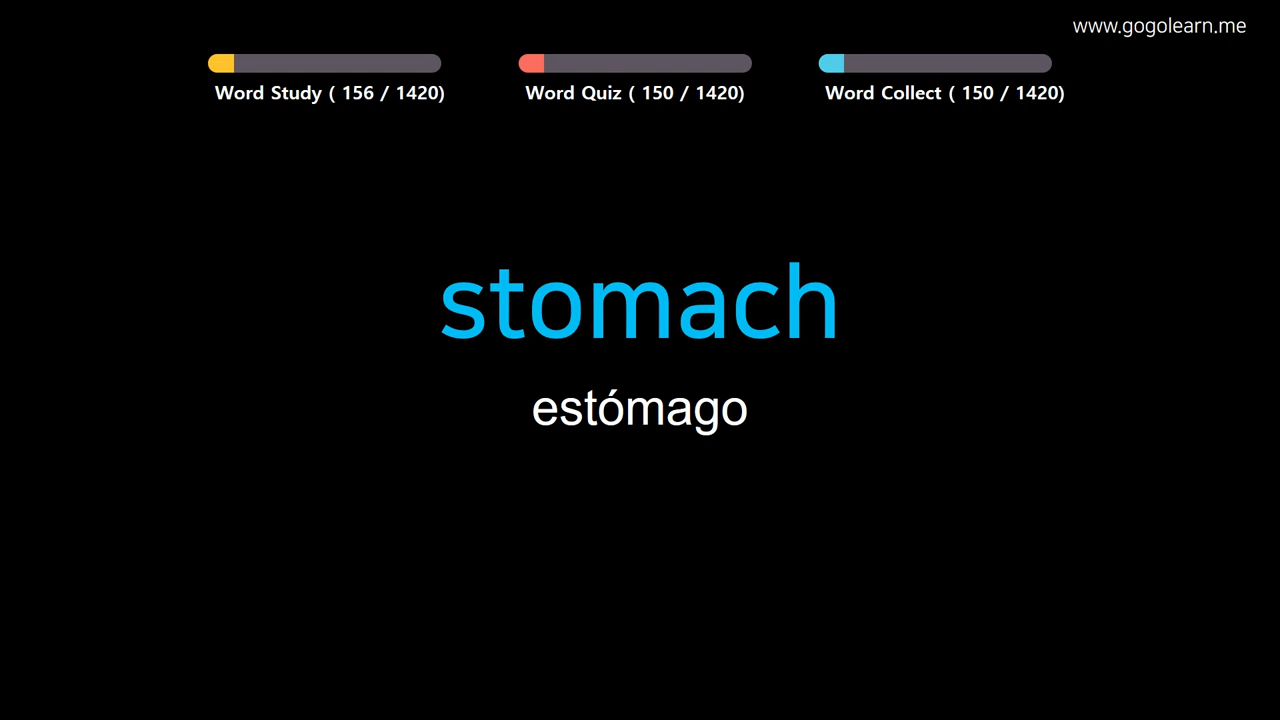 www.gogolearn.me
Word Study ( 156 / 1420)
Word Quiz ( 150 / 1420)
Word Collect ( 150 / 1420)
stomach
estómago